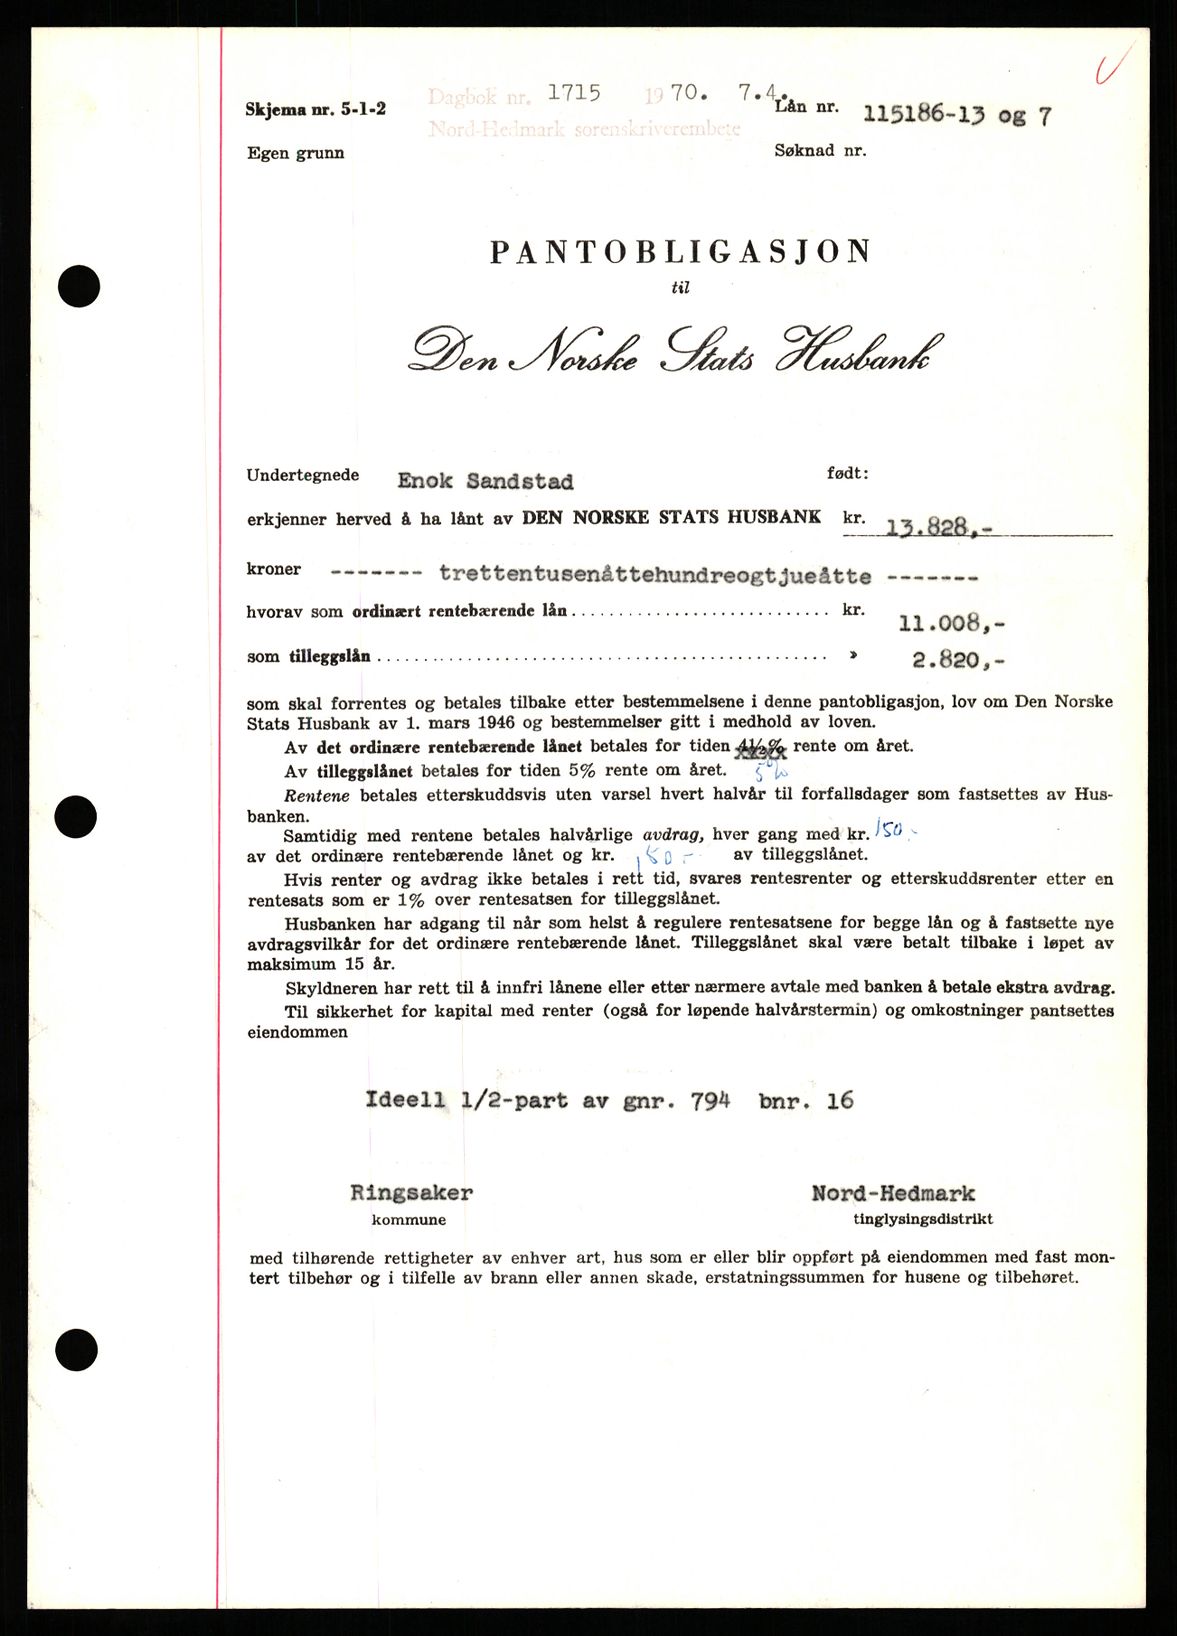 Skjema nr. 5-1-2
Dagbok nr. 1715 1970. 7.4.
Nord-Hedmark sorenskriverembete
Lån nr. 115186-13 og 7
Egen grunn
Søknad nr.
PANTOBLIGASJON
til
Den Norske Stats Husbank
Undertegnede Enok Sandstad født:
erkjenner herved å ha lånt av DEN NORSKE STATS HUSBANK kr. 13.828,-
kroner ------- trettentusenåttehundreogtjueåtte -------
hvorav som ordinært rentebærende lån ........................... kr. 11.008,-
som tilleggslån ................................................ » 2.820,-
som skal forrentes og betales tilbake etter bestemmelsene i denne pantobligasjon, lov om Den Norske
Stats Husbank av 1. mars 1946 og bestemmelser gitt i medhold av loven.
Av det ordinære rentebærende lånet betales for tiden 4½% rente om året.
Av tilleggslånet betales for tiden 5% rente om året. 5%
Rentene betales etterskuddsvis uten varsel hvert halvår til forfallsdager som fastsettes av Hus-
banken.
Samtidig med rentene betales halvårlige avdrag, hver gang med kr. 150.-
av det ordinære rentebærende lånet og kr. 150.- av tilleggslånet.
Hvis renter og avdrag ikke betales i rett tid, svares rentesrenter og etterskuddsrenter etter en
rentesats som er 1% over rentesatsen for tilleggslånet.
Husbanken har adgang til når som helst å regulere rentesatsene for begge lån og å fastsette nye
avdragsvilkår for det ordinære rentebærende lånet. Tilleggslånet skal være betalt tilbake i løpet av
maksimum 15 år.
Skyldneren har rett til å innfri lånene eller etter nærmere avtale med banken å betale ekstra avdrag.
Til sikkerhet for kapital med renter (også for løpende halvårstermin) og omkostninger pantsettes
eiendommen
Ideell 1/2-part av gnr. 794 bnr. 16
Ringsaker Nord-Hedmark
kommune tinglysingsdistrikt
med tilhørende rettigheter av enhver art, hus som er eller blir oppført på eiendommen med fast mon-
tert tilbehør og i tilfelle av brann eller annen skade, erstatningssummen for husene og tilbehøret.